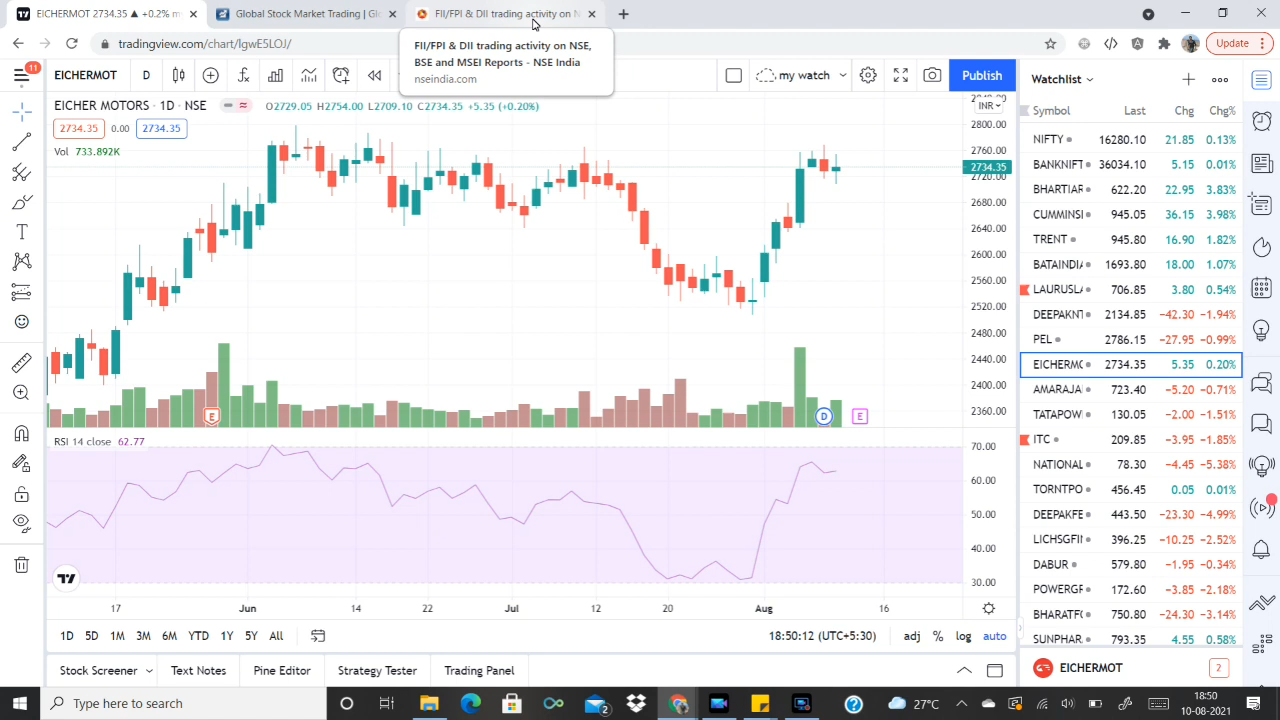 EICHERMOT 2734.35 ▲ +0.2% m
Global Stock Market Trading | Glo
FII/FPI & DII trading activity on N
tradingview.com/chart/lgwE5LOJ/
Update
FII/FPI & DII trading activity on NSE,
BSE and MSEI Reports - NSE India
nseindia.com
11
EICHERMOT
D
my watch
Publish
Watchlist
EICHER MOTORS · 1D · NSE
O2729.05 H2754.00 L2709.10 C2734.35 +5.35 (+0.20%)
2734.35 0.00 2734.35
Vol 733.892K
INR
2800.00
2760.00
2734.35
2720.00
2680.00
2640.00
2600.00
2560.00
2520.00
2480.00
2440.00
2400.00
2360.00
E
D
E
RSI 14 close 62.77
70.00
60.00
50.00
40.00
30.00
17 Jun 14 22 Jul 12 20 Aug 16
1D 5D 1M 3M 6M YTD 1Y 5Y All
18:50:12 (UTC+5:30)
adj % log auto
Stock Screener Text Notes Pine Editor Strategy Tester Trading Panel
Symbol Last Chg Chg%
NIFTY 16280.10 21.85 0.13%
BANKNIFT 36034.10 5.15 0.01%
BHARTIAR 622.20 22.95 3.83%
CUMMINSI 945.05 36.15 3.98%
TRENT 945.80 16.90 1.82%
BATAINDIA 1693.80 18.00 1.07%
LAURUSLA 706.85 3.80 0.54%
DEEPAKNT 2134.85 −42.30 −1.94%
PEL 2786.15 −27.95 −0.99%
EICHERMO 2734.35 5.35 0.20%
AMARAJA 723.40 −5.20 −0.71%
TATAPOW 130.05 −2.00 −1.51%
ITC 209.85 −3.95 −1.85%
NATIONAL 78.30 −4.45 −5.38%
TORNTPO 456.45 0.05 0.01%
DEEPAKFE 443.50 −23.30 −4.99%
LICHSGFIN 396.25 −10.25 −2.52%
DABUR 579.80 −1.95 −0.34%
POWERGR 172.60 −3.85 −2.18%
BHARATFO 750.80 −24.30 −3.14%
SUNPHAR 793.35 4.55 0.58%
EICHERMOT
2
Type here to search
2
27°C
18:50
10-08-2021